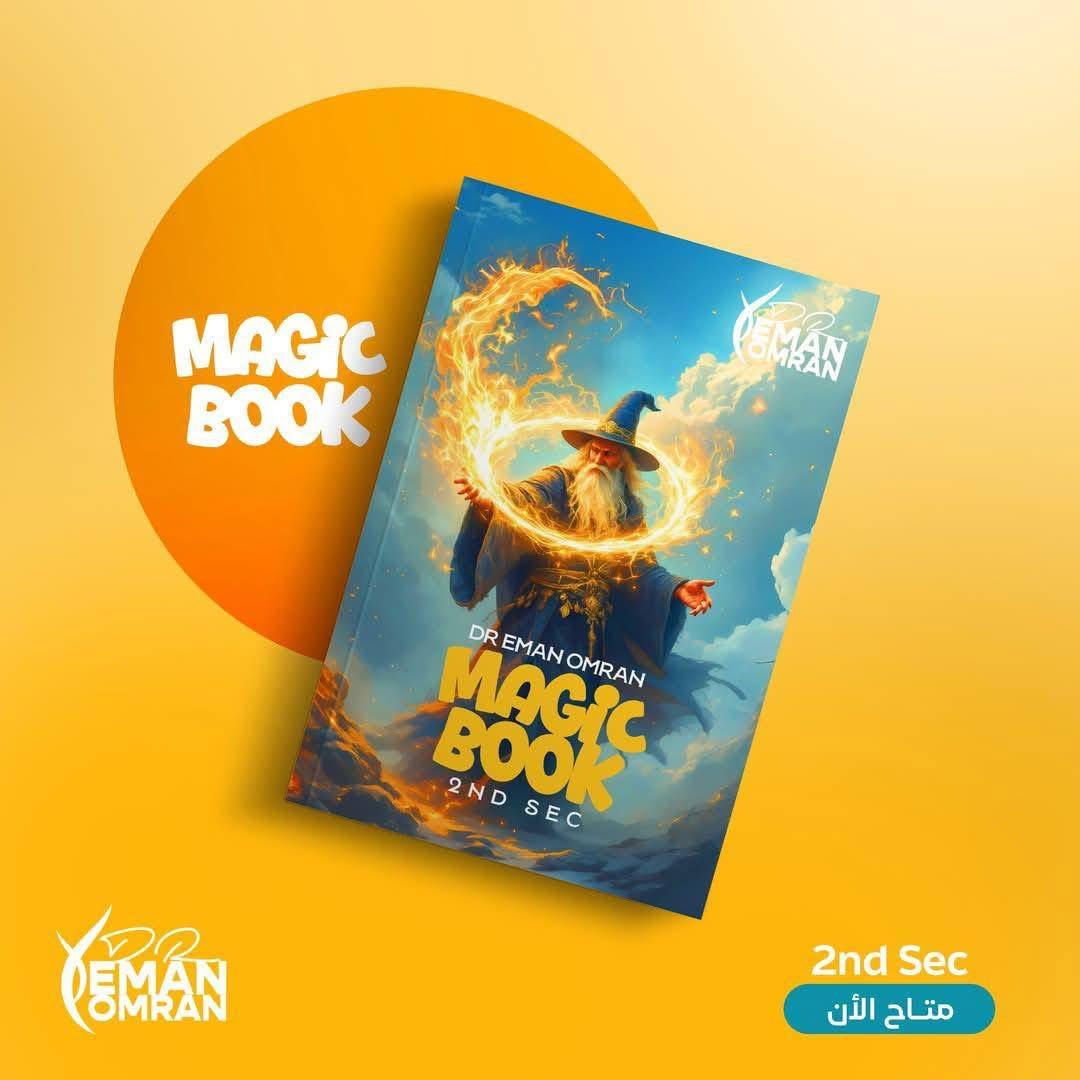 MAGIC
BOOK
DR
EMAN
OMRAN
DR EMAN OMRAN
MAGIC
BOOK
2ND SEC
DR
EMAN
OMRAN
2nd Sec
متاح الأن